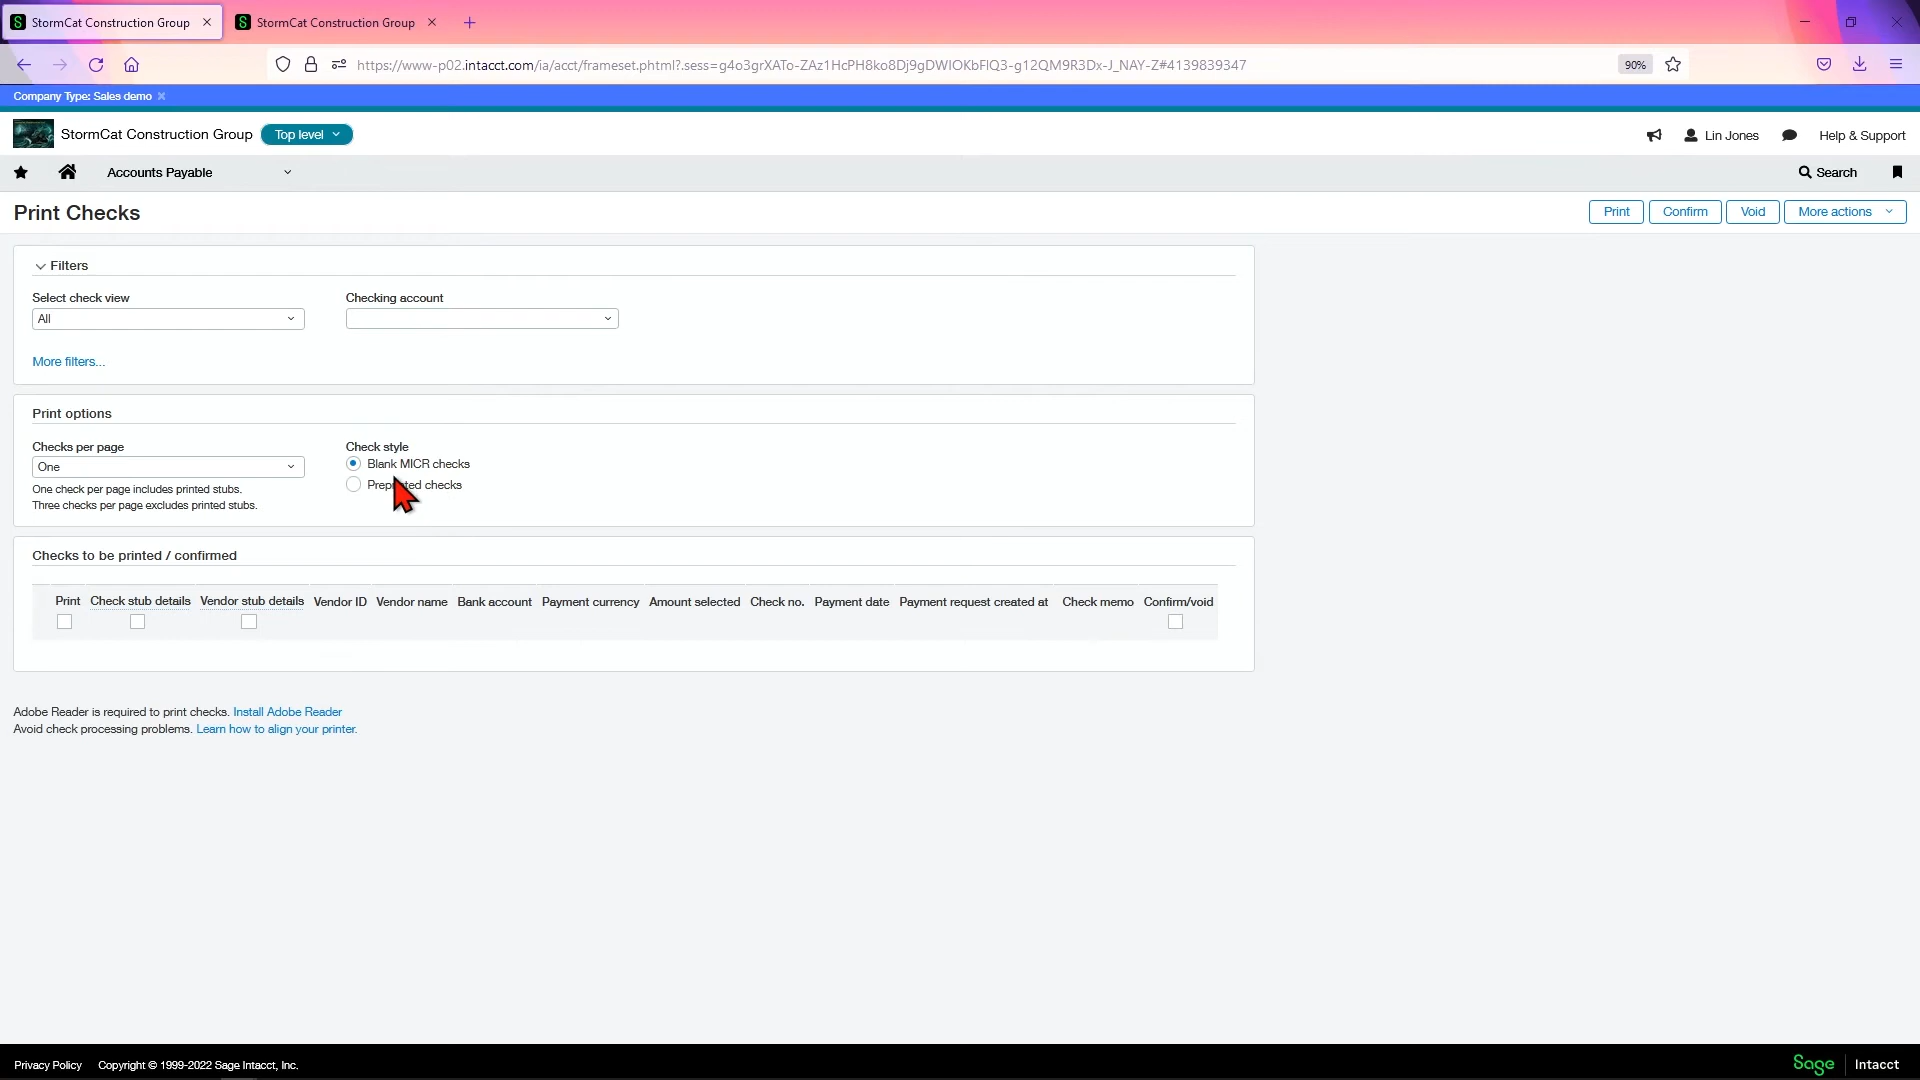 StormCat Construction Group
StormCat Construction Group
https://www-p02.intacct.com/ia/acct/frameset.phtml?.sess=g4o3grXATo-ZAz1HcPH8ko8Dj9gDWIOKbFlQ3-g12QM9R3Dx-J_NAY-Z#4139839347
90%
Company Type: Sales demo
StormCat Construction Group
Top level
Lin Jones
Help & Support
Accounts Payable
Search
Print Checks
Print
Confirm
Void
More actions
Filters
Select check view
Checking account
All
More filters...
Print options
Checks per page
Check style
One
Blank MICR checks
Preprinted checks
One check per page includes printed stubs.
Three checks per page excludes printed stubs.
Checks to be printed / confirmed
Print Check stub details Vendor stub details Vendor ID Vendor name Bank account Payment currency Amount selected Check no. Payment date Payment request created at Check memo Confirm/void
Adobe Reader is required to print checks. Install Adobe Reader
Avoid check processing problems. Learn how to align your printer.
Privacy Policy Copyright © 1999-2022 Sage Intacct, Inc.
Sage Intacct